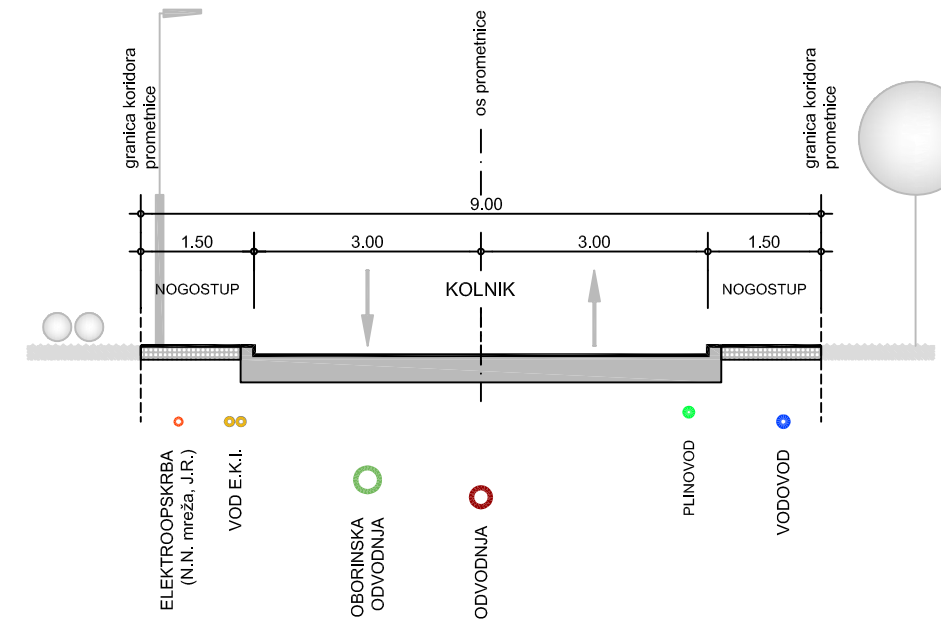 granica koridora
prometnice
os prometnice
granica koridora
prometnice
9.00
1.50
3.00
3.00
1.50
NOGOSTUP
KOLNIK
NOGOSTUP
ELEKTROOPSKRBA
(N.N. mreža, J.R.)
VOD E.K.I.
OBORINSKA
ODVODNJA
ODVODNJA
PLINOVOD
VODOVOD